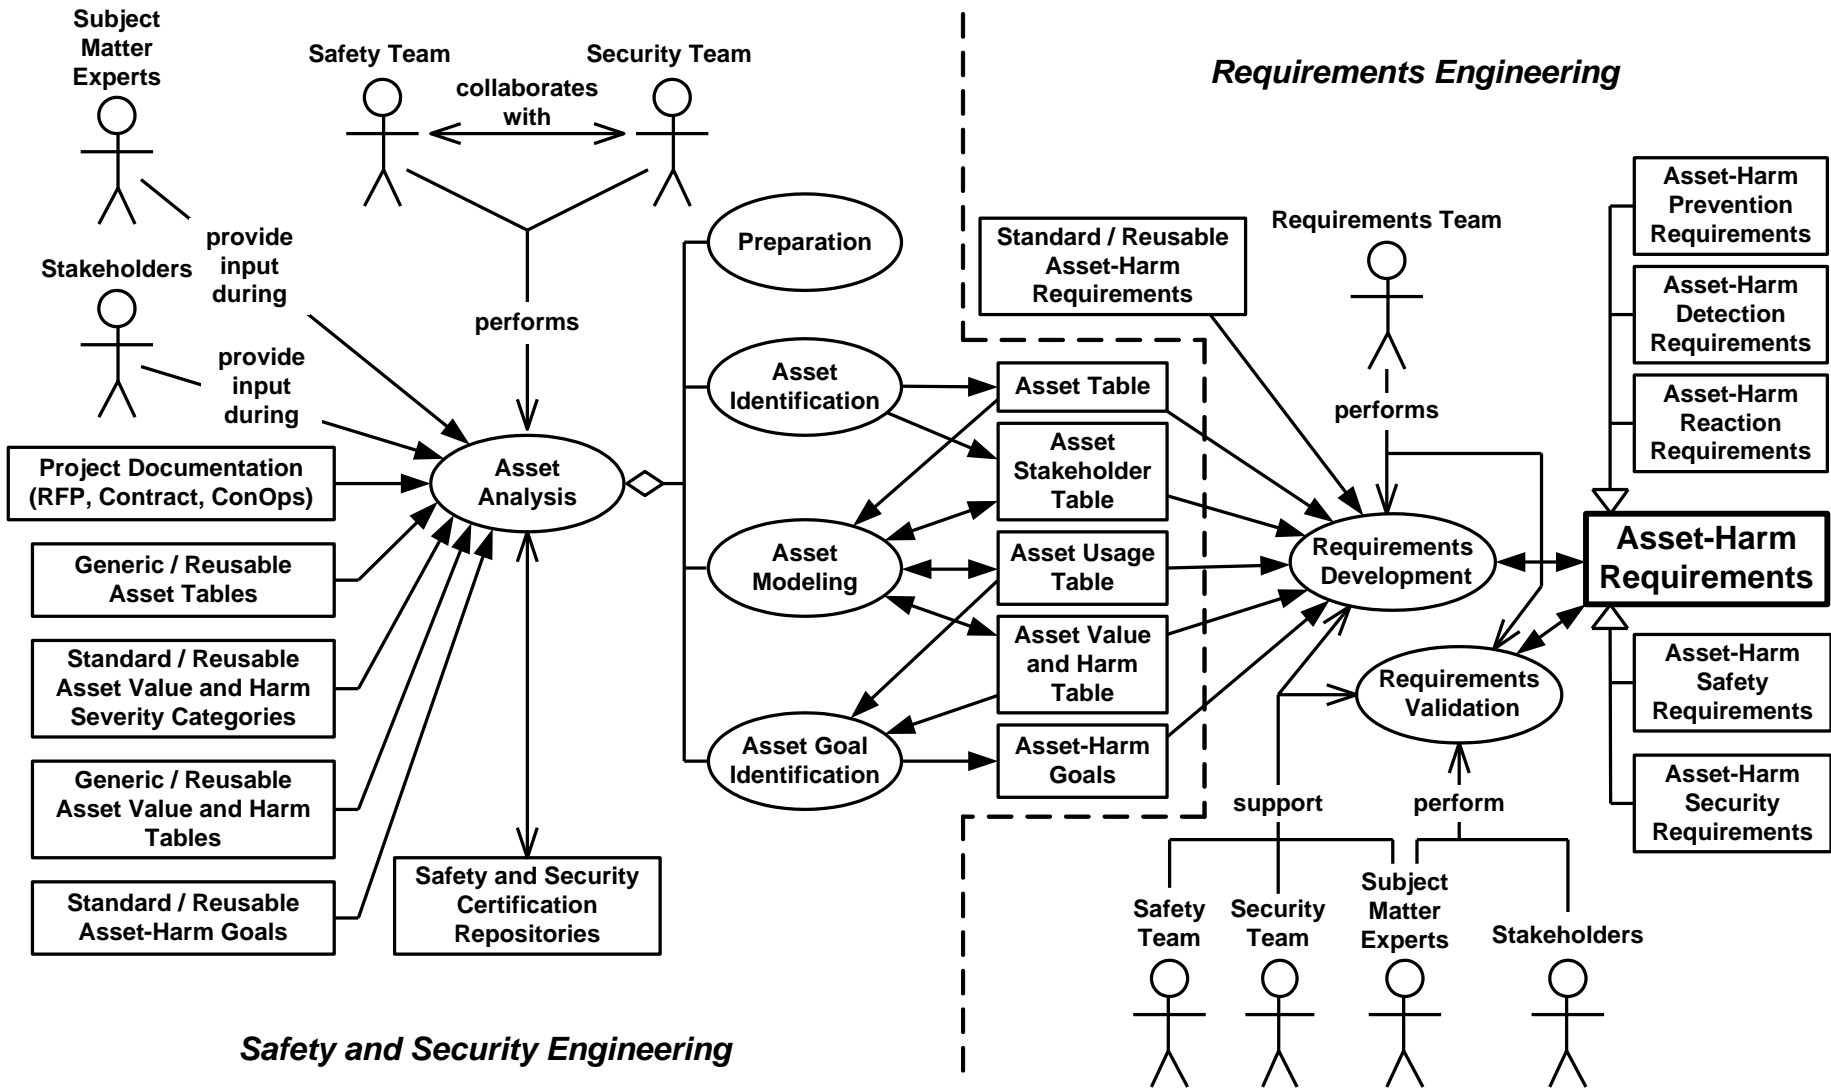 Subject
Matter
Experts
Safety Team
Security Team
collaborates
with
Requirements Engineering
provide
input
during
Stakeholders
provide
input
during
performs
Project Documentation
(RFP, Contract, ConOps)
Generic / Reusable
Asset Tables
Standard / Reusable
Asset Value and Harm
Severity Categories
Generic / Reusable
Asset Value and Harm
Tables
Standard / Reusable
Asset-Harm Goals
Asset
Analysis
Safety and Security
Certification
Repositories
Preparation
Asset
Identification
Asset
Modeling
Asset Goal
Identification
Standard / Reusable
Asset-Harm
Requirements
Asset Table
Asset
Stakeholder
Table
Asset Usage
Table
Asset Value
and Harm
Table
Asset-Harm
Goals
Requirements Team
performs
Requirements
Development
Requirements
Validation
Asset-Harm
Prevention
Requirements
Asset-Harm
Detection
Requirements
Asset-Harm
Reaction
Requirements
Asset-Harm
Requirements
Asset-Harm
Safety
Requirements
Asset-Harm
Security
Requirements
support
perform
Safety
Team
Security
Team
Subject
Matter
Experts
Stakeholders
Safety and Security Engineering